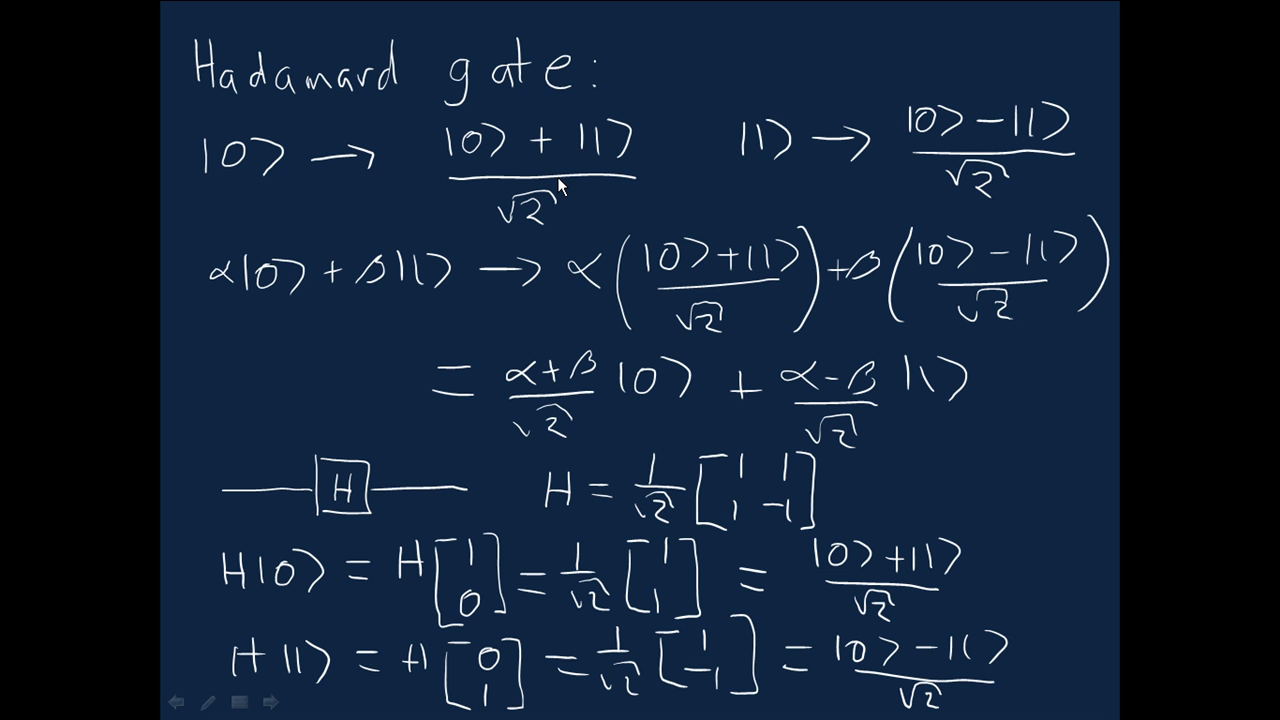 Hadamard gate:
|0⟩ → (|0⟩ + |1⟩)/√2    |1⟩ → (|0⟩ − |1⟩)/√2
α|0⟩ + β|1⟩ → α((|0⟩ + |1⟩)/√2) + β((|0⟩ − |1⟩)/√2)
= (α+β)/√2 |0⟩ + (α−β)/√2 |1⟩
H    H = 1/√2 [1 1; 1 −1]
H|0⟩ = H[1; 0] = 1/√2 [1; 1] = (|0⟩ + |1⟩)/√2
H|1⟩ = H[0; 1] = 1/√2 [1; −1] = (|0⟩ − |1⟩)/√2